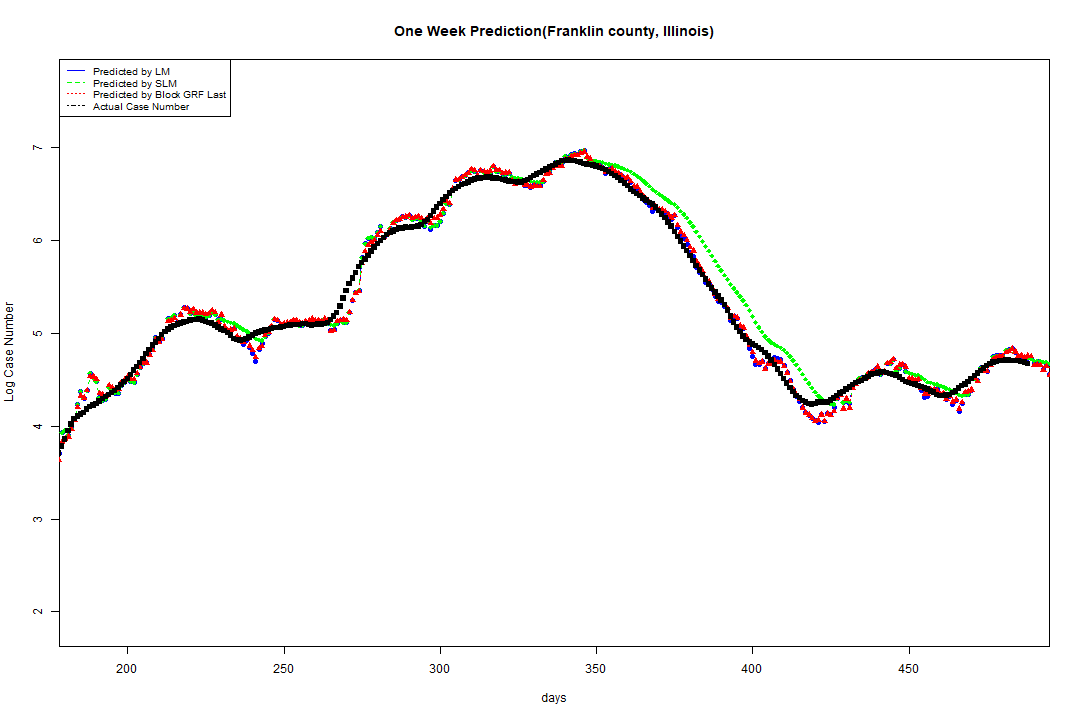 One Week Prediction(Franklin county, Illinois)
Predicted by LM
Predicted by SLM
Predicted by Block GRF Last
Actual Case Number
7
6
5
4
3
2
Log Case Number
200 250 300 350 400 450
days